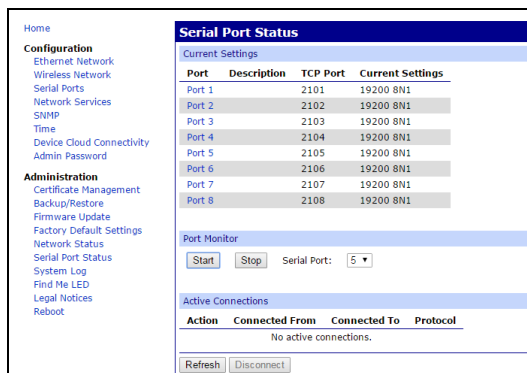 Home
Configuration
Ethernet Network
Wireless Network
Serial Ports
Network Services
SNMP
Time
Device Cloud Connectivity
Admin Password
Administration
Certificate Management
Backup/Restore
Firmware Update
Factory Default Settings
Network Status
Serial Port Status
System Log
Find Me LED
Legal Notices
Reboot
Serial Port Status
Current Settings
Port Description TCP Port Current Settings
Port 1 2101 19200 8N1
Port 2 2102 19200 8N1
Port 3 2103 19200 8N1
Port 4 2104 19200 8N1
Port 5 2105 19200 8N1
Port 6 2106 19200 8N1
Port 7 2107 19200 8N1
Port 8 2108 19200 8N1
Port Monitor
Start Stop Serial Port: 5
Active Connections
Action Connected From Connected To Protocol
No active connections.
Refresh Disconnect